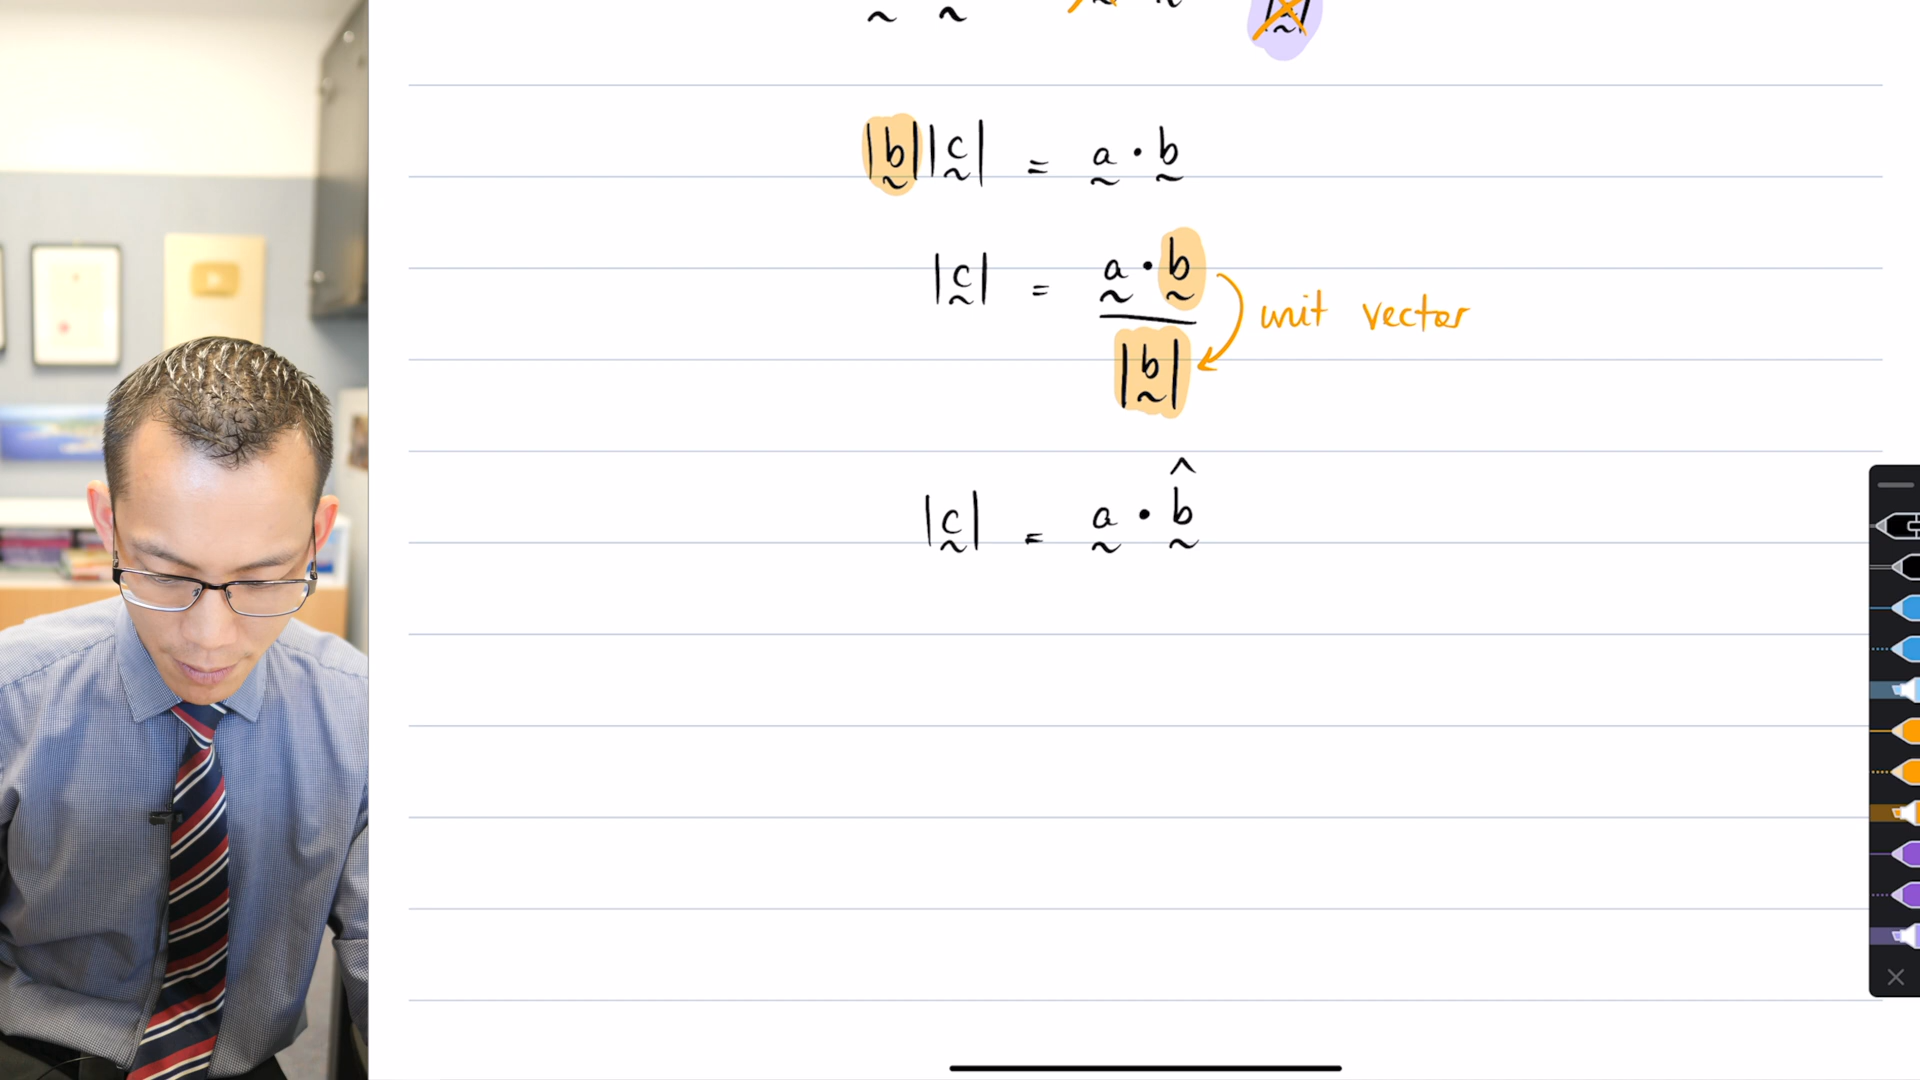 |b||c| = a · b
|c| = a · b unit vector
|b|
|c| = a · b̂